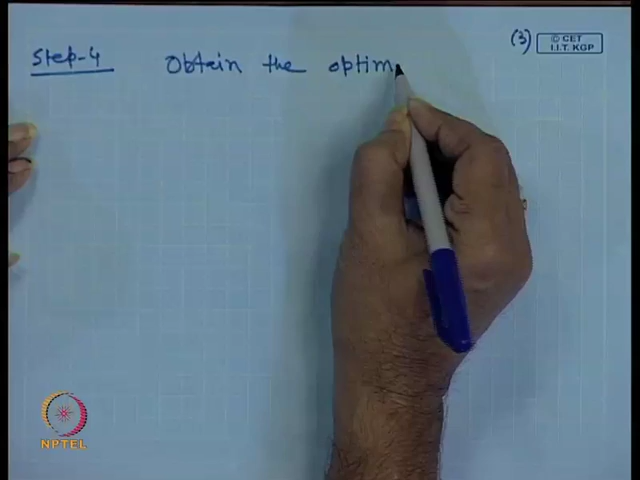 Step-4 Obtain the optim
(3)
© CET
I.I.T. KGP
NPTEL